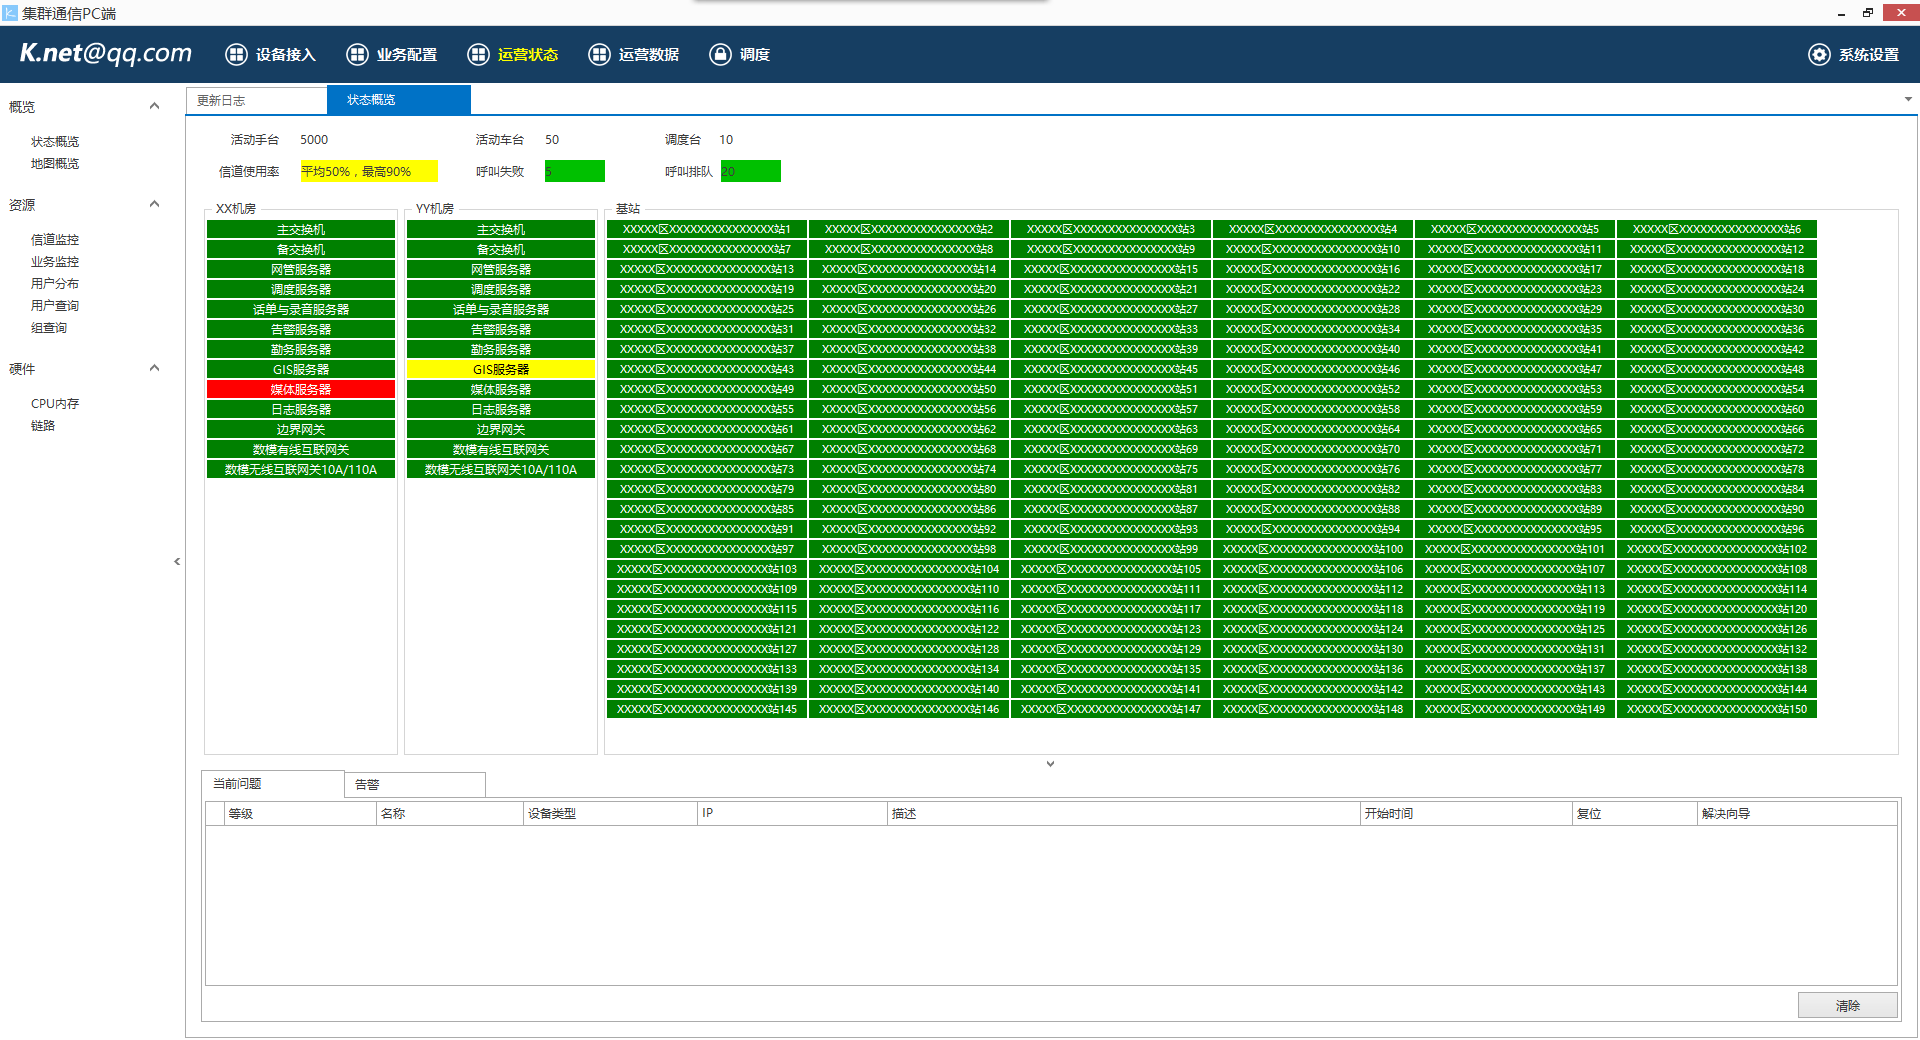 集群通信PC端
K.net@qq.com 设备接入 业务配置 运营状态 运营数据 调度 系统设置
概览
状态概览
地图概览
资源
信道监控
业务监控
用户分布
用户查询
组查询
硬件
CPU内存
链路
更新日志 状态概览
活动手台 5000 活动车台 50 调度台 10
信道使用率 平均50%，最高90% 呼叫失败 5 呼叫排队 20
XX机房
主交换机
备交换机
网管服务器
调度服务器
话单与录音服务器
告警服务器
勤务服务器
GIS服务器
媒体服务器
日志服务器
边界网关
数模有线互联网关
数模无线互联网关10A/110A
YY机房
主交换机
备交换机
网管服务器
调度服务器
话单与录音服务器
告警服务器
勤务服务器
GIS服务器
媒体服务器
日志服务器
边界网关
数模有线互联网关
数模无线互联网关10A/110A
基站
XXXXX区XXXXXXXXXXXXXXX站1 XXXXX区XXXXXXXXXXXXXXX站2 XXXXX区XXXXXXXXXXXXXXX站3 XXXXX区XXXXXXXXXXXXXXX站4 XXXXX区XXXXXXXXXXXXXXX站5 XXXXX区XXXXXXXXXXXXXXX站6
XXXXX区XXXXXXXXXXXXXXX站7 XXXXX区XXXXXXXXXXXXXXX站8 XXXXX区XXXXXXXXXXXXXXX站9 XXXXX区XXXXXXXXXXXXXXX站10 XXXXX区XXXXXXXXXXXXXXX站11 XXXXX区XXXXXXXXXXXXXXX站12
XXXXX区XXXXXXXXXXXXXXX站13 XXXXX区XXXXXXXXXXXXXXX站14 XXXXX区XXXXXXXXXXXXXXX站15 XXXXX区XXXXXXXXXXXXXXX站16 XXXXX区XXXXXXXXXXXXXXX站17 XXXXX区XXXXXXXXXXXXXXX站18
XXXXX区XXXXXXXXXXXXXXX站19 XXXXX区XXXXXXXXXXXXXXX站20 XXXXX区XXXXXXXXXXXXXXX站21 XXXXX区XXXXXXXXXXXXXXX站22 XXXXX区XXXXXXXXXXXXXXX站23 XXXXX区XXXXXXXXXXXXXXX站24
XXXXX区XXXXXXXXXXXXXXX站25 XXXXX区XXXXXXXXXXXXXXX站26 XXXXX区XXXXXXXXXXXXXXX站27 XXXXX区XXXXXXXXXXXXXXX站28 XXXXX区XXXXXXXXXXXXXXX站29 XXXXX区XXXXXXXXXXXXXXX站30
XXXXX区XXXXXXXXXXXXXXX站31 XXXXX区XXXXXXXXXXXXXXX站32 XXXXX区XXXXXXXXXXXXXXX站33 XXXXX区XXXXXXXXXXXXXXX站34 XXXXX区XXXXXXXXXXXXXXX站35 XXXXX区XXXXXXXXXXXXXXX站36
XXXXX区XXXXXXXXXXXXXXX站37 XXXXX区XXXXXXXXXXXXXXX站38 XXXXX区XXXXXXXXXXXXXXX站39 XXXXX区XXXXXXXXXXXXXXX站40 XXXXX区XXXXXXXXXXXXXXX站41 XXXXX区XXXXXXXXXXXXXXX站42
XXXXX区XXXXXXXXXXXXXXX站43 XXXXX区XXXXXXXXXXXXXXX站44 XXXXX区XXXXXXXXXXXXXXX站45 XXXXX区XXXXXXXXXXXXXXX站46 XXXXX区XXXXXXXXXXXXXXX站47 XXXXX区XXXXXXXXXXXXXXX站48
XXXXX区XXXXXXXXXXXXXXX站49 XXXXX区XXXXXXXXXXXXXXX站50 XXXXX区XXXXXXXXXXXXXXX站51 XXXXX区XXXXXXXXXXXXXXX站52 XXXXX区XXXXXXXXXXXXXXX站53 XXXXX区XXXXXXXXXXXXXXX站54
XXXXX区XXXXXXXXXXXXXXX站55 XXXXX区XXXXXXXXXXXXXXX站56 XXXXX区XXXXXXXXXXXXXXX站57 XXXXX区XXXXXXXXXXXXXXX站58 XXXXX区XXXXXXXXXXXXXXX站59 XXXXX区XXXXXXXXXXXXXXX站60
XXXXX区XXXXXXXXXXXXXXX站61 XXXXX区XXXXXXXXXXXXXXX站62 XXXXX区XXXXXXXXXXXXXXX站63 XXXXX区XXXXXXXXXXXXXXX站64 XXXXX区XXXXXXXXXXXXXXX站65 XXXXX区XXXXXXXXXXXXXXX站66
XXXXX区XXXXXXXXXXXXXXX站67 XXXXX区XXXXXXXXXXXXXXX站68 XXXXX区XXXXXXXXXXXXXXX站69 XXXXX区XXXXXXXXXXXXXXX站70 XXXXX区XXXXXXXXXXXXXXX站71 XXXXX区XXXXXXXXXXXXXXX站72
XXXXX区XXXXXXXXXXXXXXX站73 XXXXX区XXXXXXXXXXXXXXX站74 XXXXX区XXXXXXXXXXXXXXX站75 XXXXX区XXXXXXXXXXXXXXX站76 XXXXX区XXXXXXXXXXXXXXX站77 XXXXX区XXXXXXXXXXXXXXX站78
XXXXX区XXXXXXXXXXXXXXX站79 XXXXX区XXXXXXXXXXXXXXX站80 XXXXX区XXXXXXXXXXXXXXX站81 XXXXX区XXXXXXXXXXXXXXX站82 XXXXX区XXXXXXXXXXXXXXX站83 XXXXX区XXXXXXXXXXXXXXX站84
XXXXX区XXXXXXXXXXXXXXX站85 XXXXX区XXXXXXXXXXXXXXX站86 XXXXX区XXXXXXXXXXXXXXX站87 XXXXX区XXXXXXXXXXXXXXX站88 XXXXX区XXXXXXXXXXXXXXX站89 XXXXX区XXXXXXXXXXXXXXX站90
XXXXX区XXXXXXXXXXXXXXX站91 XXXXX区XXXXXXXXXXXXXXX站92 XXXXX区XXXXXXXXXXXXXXX站93 XXXXX区XXXXXXXXXXXXXXX站94 XXXXX区XXXXXXXXXXXXXXX站95 XXXXX区XXXXXXXXXXXXXXX站96
XXXXX区XXXXXXXXXXXXXXX站97 XXXXX区XXXXXXXXXXXXXXX站98 XXXXX区XXXXXXXXXXXXXXX站99 XXXXX区XXXXXXXXXXXXXXX站100 XXXXX区XXXXXXXXXXXXXXX站101 XXXXX区XXXXXXXXXXXXXXX站102
XXXXX区XXXXXXXXXXXXXXX站103 XXXXX区XXXXXXXXXXXXXXX站104 XXXXX区XXXXXXXXXXXXXXX站105 XXXXX区XXXXXXXXXXXXXXX站106 XXXXX区XXXXXXXXXXXXXXX站107 XXXXX区XXXXXXXXXXXXXXX站108
XXXXX区XXXXXXXXXXXXXXX站109 XXXXX区XXXXXXXXXXXXXXX站110 XXXXX区XXXXXXXXXXXXXXX站111 XXXXX区XXXXXXXXXXXXXXX站112 XXXXX区XXXXXXXXXXXXXXX站113 XXXXX区XXXXXXXXXXXXXXX站114
XXXXX区XXXXXXXXXXXXXXX站115 XXXXX区XXXXXXXXXXXXXXX站116 XXXXX区XXXXXXXXXXXXXXX站117 XXXXX区XXXXXXXXXXXXXXX站118 XXXXX区XXXXXXXXXXXXXXX站119 XXXXX区XXXXXXXXXXXXXXX站120
XXXXX区XXXXXXXXXXXXXXX站121 XXXXX区XXXXXXXXXXXXXXX站122 XXXXX区XXXXXXXXXXXXXXX站123 XXXXX区XXXXXXXXXXXXXXX站124 XXXXX区XXXXXXXXXXXXXXX站125 XXXXX区XXXXXXXXXXXXXXX站126
XXXXX区XXXXXXXXXXXXXXX站127 XXXXX区XXXXXXXXXXXXXXX站128 XXXXX区XXXXXXXXXXXXXXX站129 XXXXX区XXXXXXXXXXXXXXX站130 XXXXX区XXXXXXXXXXXXXXX站131 XXXXX区XXXXXXXXXXXXXXX站132
XXXXX区XXXXXXXXXXXXXXX站133 XXXXX区XXXXXXXXXXXXXXX站134 XXXXX区XXXXXXXXXXXXXXX站135 XXXXX区XXXXXXXXXXXXXXX站136 XXXXX区XXXXXXXXXXXXXXX站137 XXXXX区XXXXXXXXXXXXXXX站138
XXXXX区XXXXXXXXXXXXXXX站139 XXXXX区XXXXXXXXXXXXXXX站140 XXXXX区XXXXXXXXXXXXXXX站141 XXXXX区XXXXXXXXXXXXXXX站142 XXXXX区XXXXXXXXXXXXXXX站143 XXXXX区XXXXXXXXXXXXXXX站144
XXXXX区XXXXXXXXXXXXXXX站145 XXXXX区XXXXXXXXXXXXXXX站146 XXXXX区XXXXXXXXXXXXXXX站147 XXXXX区XXXXXXXXXXXXXXX站148 XXXXX区XXXXXXXXXXXXXXX站149 XXXXX区XXXXXXXXXXXXXXX站150
当前问题 告警
等级 名称 设备类型 IP 描述 开始时间 复位 解决向导
清除